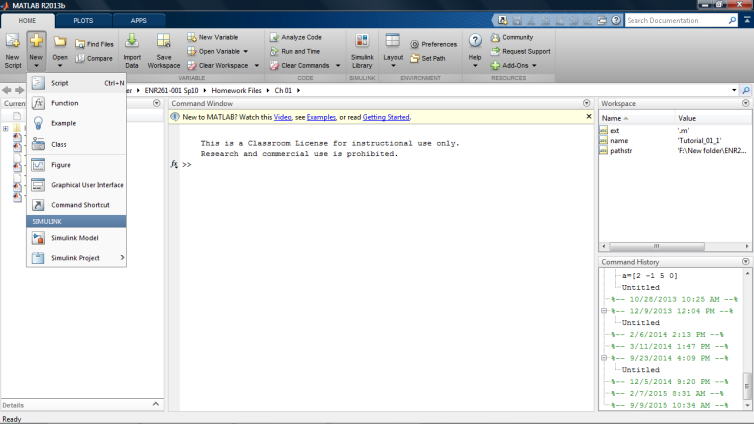 MATLAB R2013b
HOME PLOTS APPS
Search Documentation
New Script
New
Open
Find Files
Compare
Import Data
Save Workspace
New Variable
Open Variable
Clear Workspace
Analyze Code
Run and Time
Clear Commands
Simulink Library
Layout
Preferences
Set Path
Help
Community
Request Support
Add-Ons
VARIABLE CODE SIMULINK ENVIRONMENT RESOURCES
ENR261-001 Sp10 Homework Files Ch 01
Script Ctrl+N
Function
Example
Class
Figure
Graphical User Interface
Command Shortcut
SIMULINK
Simulink Model
Simulink Project
Details
Ready
Command Window
New to MATLAB? Watch this Video, see Examples, or read Getting Started.
This is a Classroom License for instructional use only.
Research and commercial use is prohibited.
fx >>
Workspace
Name Value
ext '.m'
name 'Tutorial_01_1'
pathstr 'F:\New folder\ENR2...
Command History
a=[2 -1 5 0]
Untitled
%-- 10/28/2013 10:25 AM --%
%-- 12/9/2013 12:04 PM --%
Untitled
%-- 2/6/2014 2:13 PM --%
%-- 3/11/2014 1:47 PM --%
%-- 9/23/2014 4:09 PM --%
Untitled
%-- 12/5/2014 9:20 PM --%
%-- 2/7/2015 8:31 AM --%
%-- 9/9/2015 10:34 AM --%